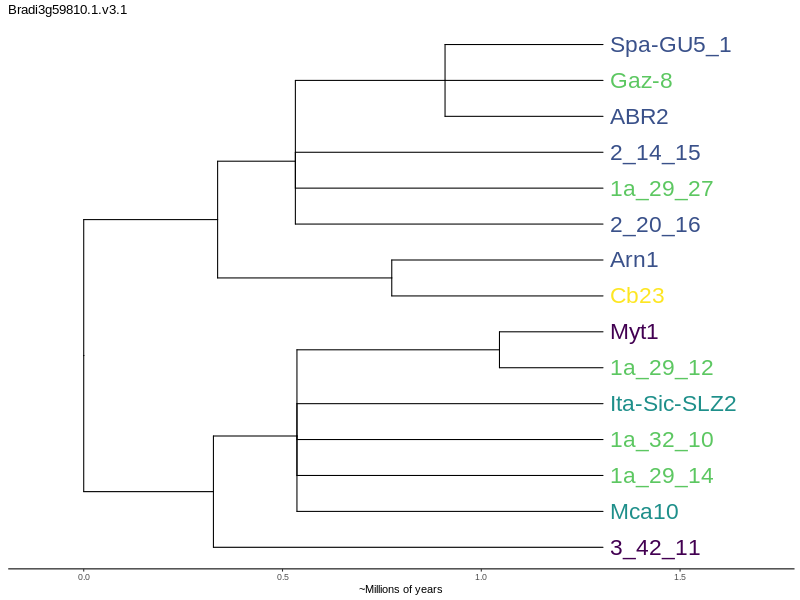 Bradi3g59810.1.v3.1
Spa-GU5_1
Gaz-8
ABR2
2_14_15
1a_29_27
2_20_16
Arn1
Cb23
Myt1
1a_29_12
Ita-Sic-SLZ2
1a_32_10
1a_29_14
Mca10
3_42_11
0.0 0.5 1.0 1.5
~Millions of years